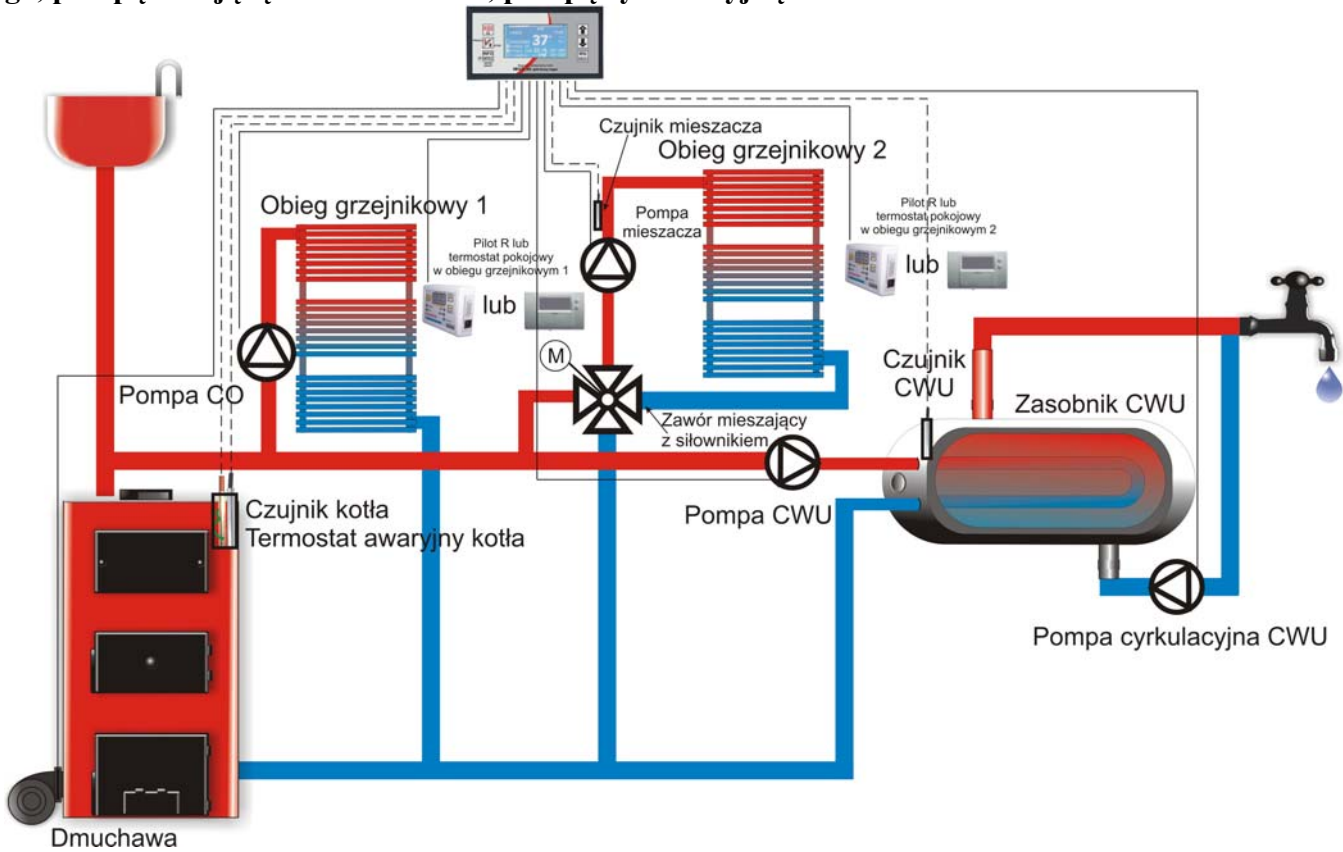 37
Czujnik mieszacza
Obieg grzejnikowy 2
Obieg grzejnikowy 1
Pompa
mieszacza
Pilot R lub
termostat pokojowy
w obiegu grzejnikowym 2
lub
Pilot R lub
termostat pokojowy
w obiegu grzejnikowym 1
lub
M
Pompa CO
Czujnik
CWU
Zasobnik CWU
Zawór mieszający
z siłownikiem
Czujnik kotła
Termostat awaryjny kotła
Pompa CWU
Pompa cyrkulacyjna CWU
Dmuchawa